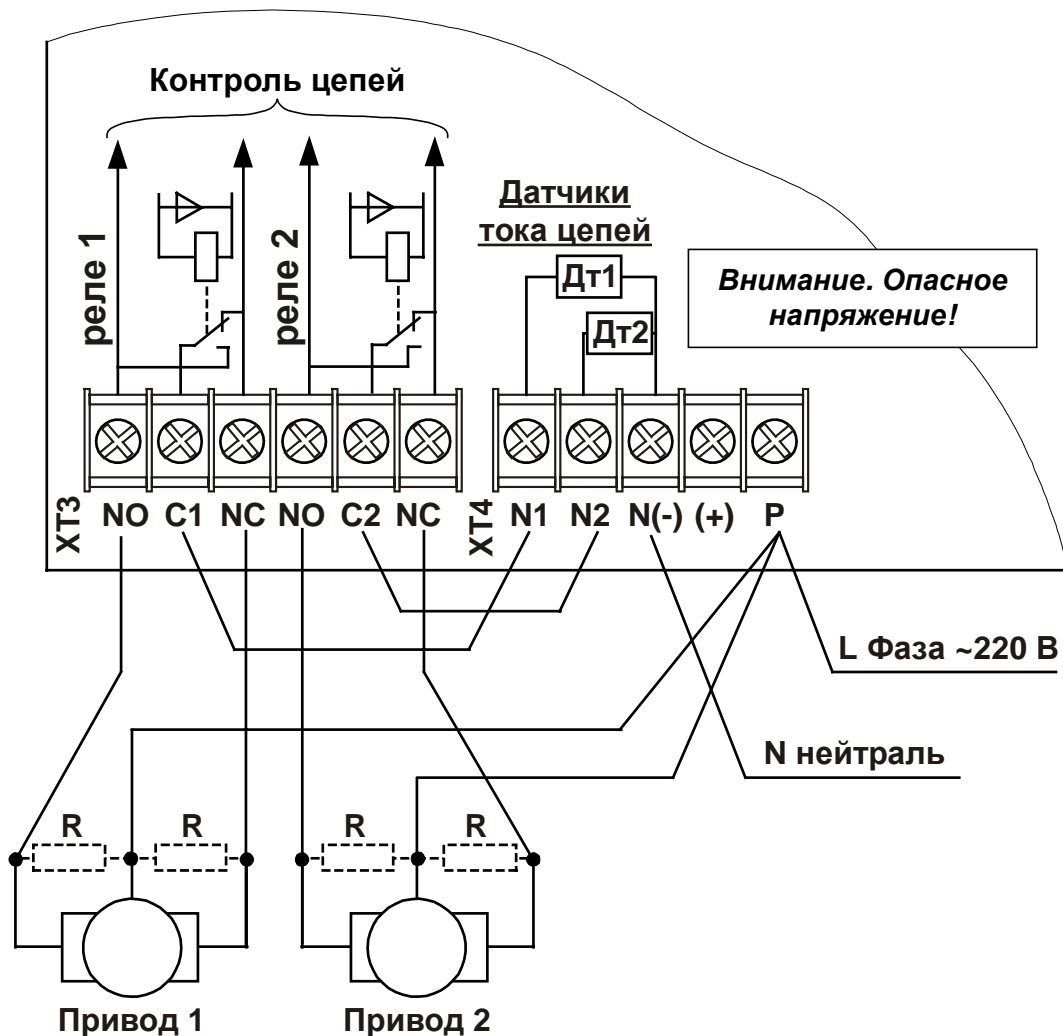 Контроль цепей
реле 1
реле 2
Датчики
тока цепей
Дт1
Дт2
Внимание. Опасное
напряжение!
XT3
NO C1 NC NO C2 NC
XT4
N1 N2 N(-) (+) P
L Фаза ~220 В
N нейтраль
R R R R
Привод 1
Привод 2